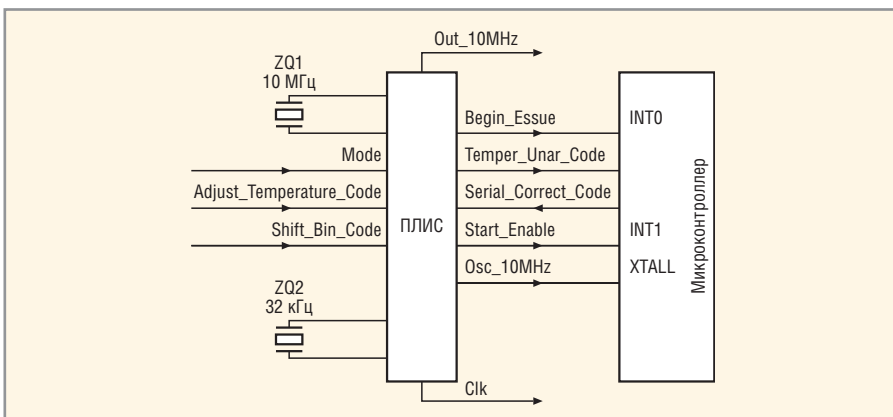 Out_10MHz
ZQ1
10 МГц
Mode
Adjust_Temperature_Code
Shift_Bin_Code
ZQ2
32 кГц
ПЛИС
Begin_Essue
Temper_Unar_Code
Serial_Correct_Code
Start_Enable
Osc_10MHz
INT0
INT1
XTALL
Микроконтроллер
Clk